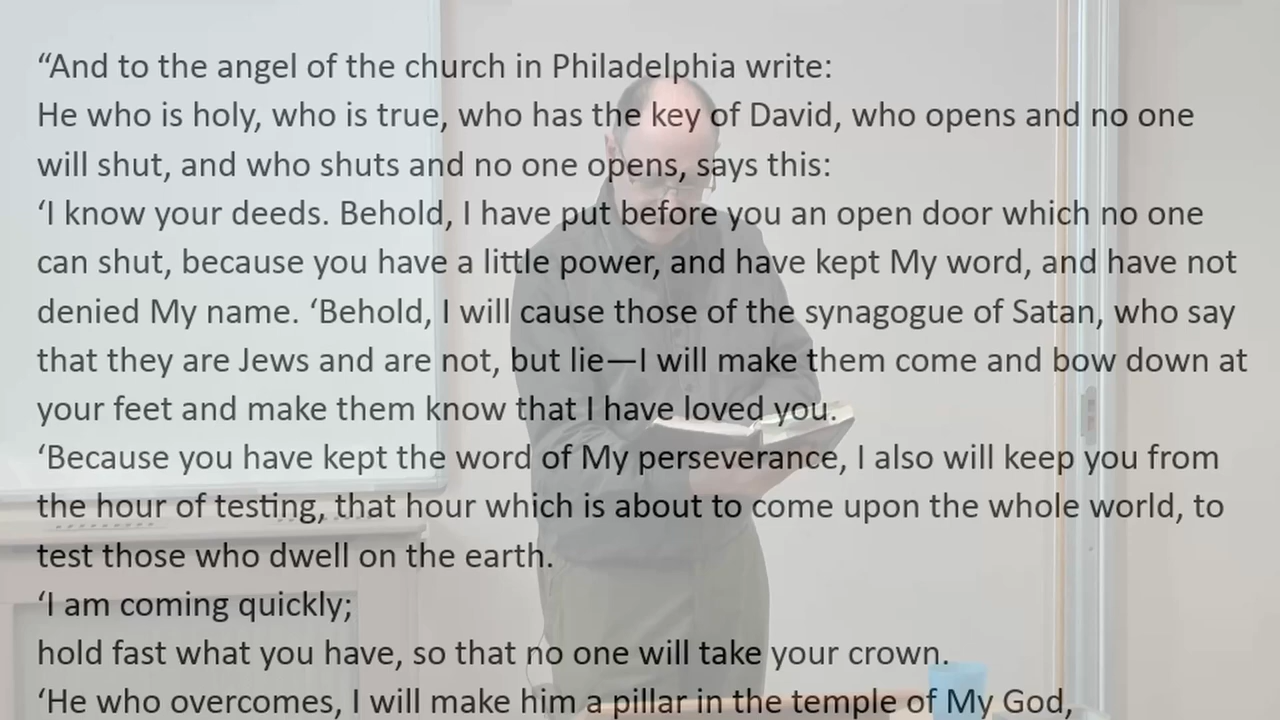 “And to the angel of the church in Philadelphia write:
He who is holy, who is true, who has the key of David, who opens and no one
will shut, and who shuts and no one opens, says this:
‘I know your deeds. Behold, I have put before you an open door which no one
can shut, because you have a little power, and have kept My word, and have not
denied My name. ‘Behold, I will cause those of the synagogue of Satan, who say
that they are Jews and are not, but lie—I will make them come and bow down at
your feet and make them know that I have loved you.
‘Because you have kept the word of My perseverance, I also will keep you from
the hour of testing, that hour which is about to come upon the whole world, to
test those who dwell on the earth.
‘I am coming quickly;
hold fast what you have, so that no one will take your crown.
‘He who overcomes, I will make him a pillar in the temple of My God,